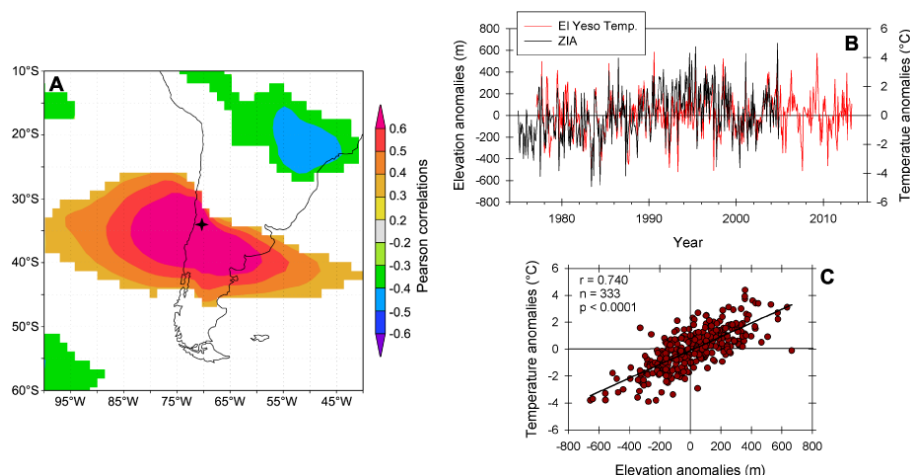 A
10°S
20°S
30°S
40°S
50°S
60°S
95°W
85°W
75°W
65°W
55°W
45°W
0.6
0.5
0.4
0.3
0.2
-0.2
-0.3
-0.4
-0.5
-0.6
Pearson correlations
El Yeso Temp.
ZIA
B
Elevation anomalies (m)
800
600
400
200
0
-200
-400
-600
-800
6
4
2
0
-2
-4
-6
Temperature anomalies (°C)
1980
1990
2000
2010
Year
C
r = 0.740
n = 333
p < 0.0001
Temperature anomalies (°C)
6
4
2
0
-2
-4
-6
-800
-600
-400
-200
0
200
400
600
800
Elevation anomalies (m)